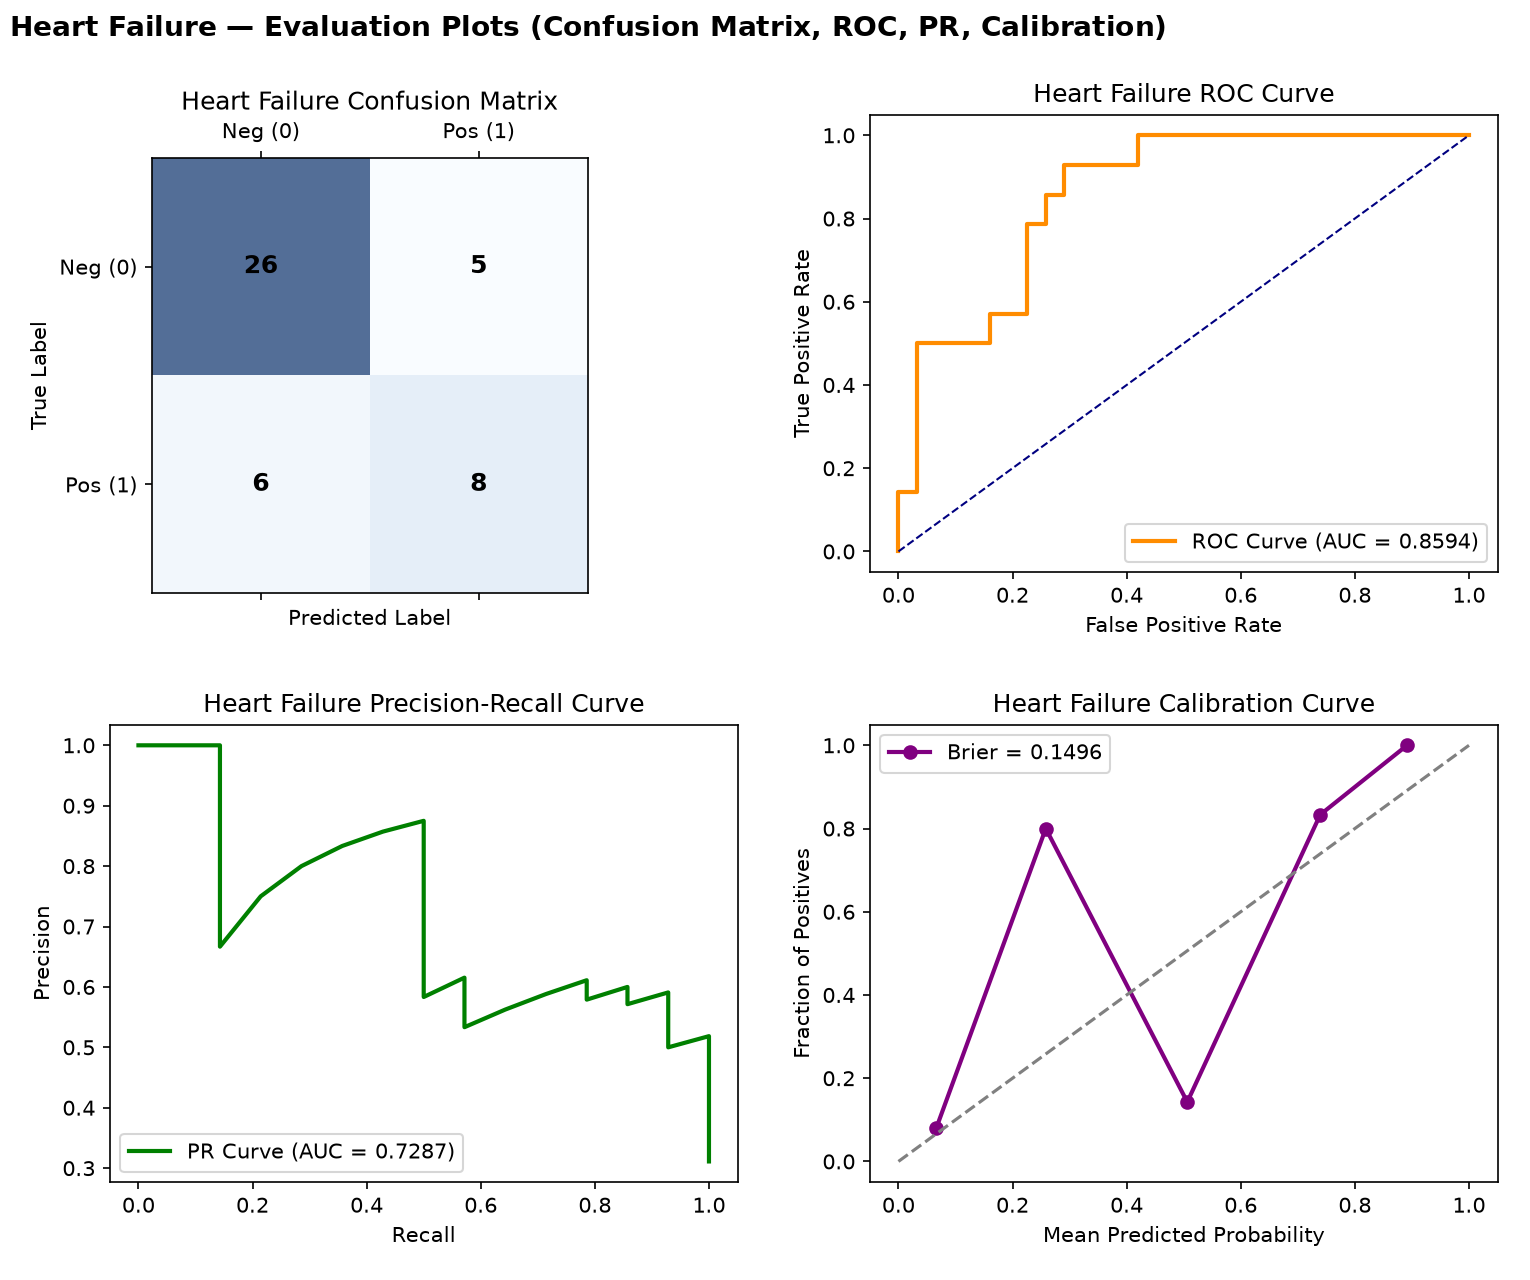 Heart Failure — Evaluation Plots (Confusion Matrix, ROC, PR, Calibration)
Heart Failure Confusion Matrix
Neg (0) Pos (1)
True Label
Neg (0) 26 5
Pos (1) 6 8
Predicted Label
Heart Failure ROC Curve
True Positive Rate
1.0
0.8
0.6
0.4
0.2
0.0
ROC Curve (AUC = 0.8594)
0.0 0.2 0.4 0.6 0.8 1.0
False Positive Rate
Heart Failure Precision-Recall Curve
Precision
1.0
0.9
0.8
0.7
0.6
0.5
0.4
0.3
PR Curve (AUC = 0.7287)
0.0 0.2 0.4 0.6 0.8 1.0
Recall
Heart Failure Calibration Curve
Brier = 0.1496
Fraction of Positives
1.0
0.8
0.6
0.4
0.2
0.0
0.0 0.2 0.4 0.6 0.8 1.0
Mean Predicted Probability